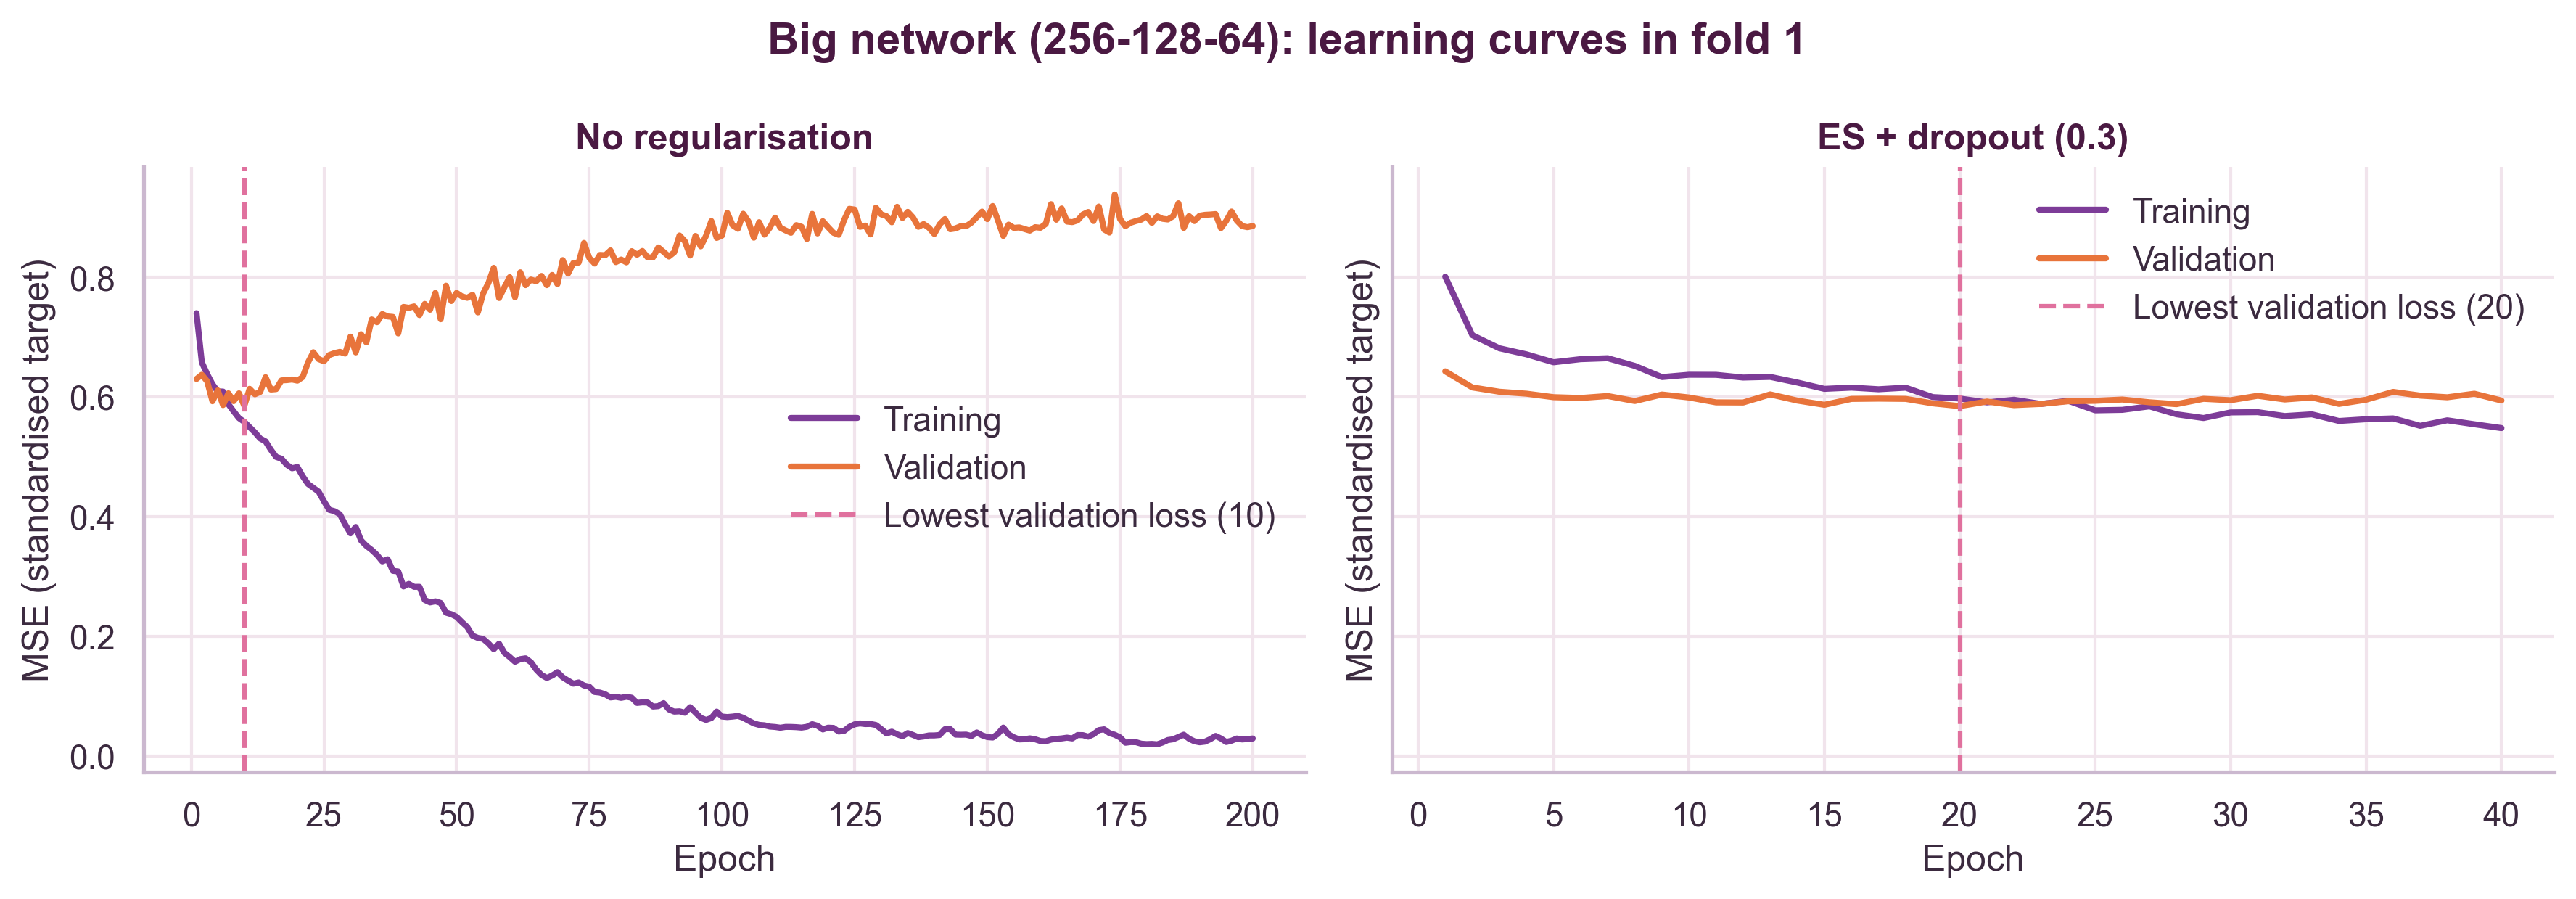 Big network (256-128-64): learning curves in fold 1
No regularisation
MSE (standardised target)
0.8
0.6
0.4
0.2
0.0
Training
Validation
Lowest validation loss (10)
0 25 50 75 100 125 150 175 200
Epoch
ES + dropout (0.3)
MSE (standardised target)
Training
Validation
Lowest validation loss (20)
0 5 10 15 20 25 30 35 40
Epoch